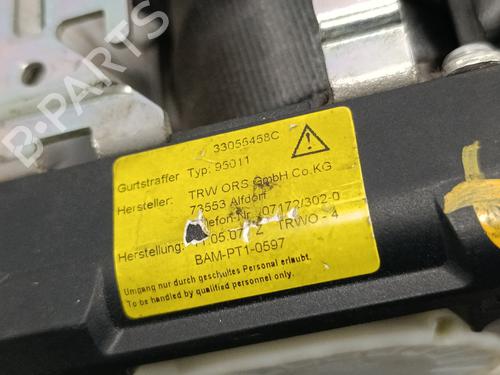 B-PARTS
33055458C
Gurtstraffer Typ: 95011
Hersteller: TRW ORS GmbH Co.KG
73553 Alfdorf
Telefon-Nr. 07172/302-0
Herstellung: 05.07 Z TRWO - 4
BAM-PT1-0597
Umgang nur durch geschultes Personal erlaubt.
To be handled by qualified personnel only.